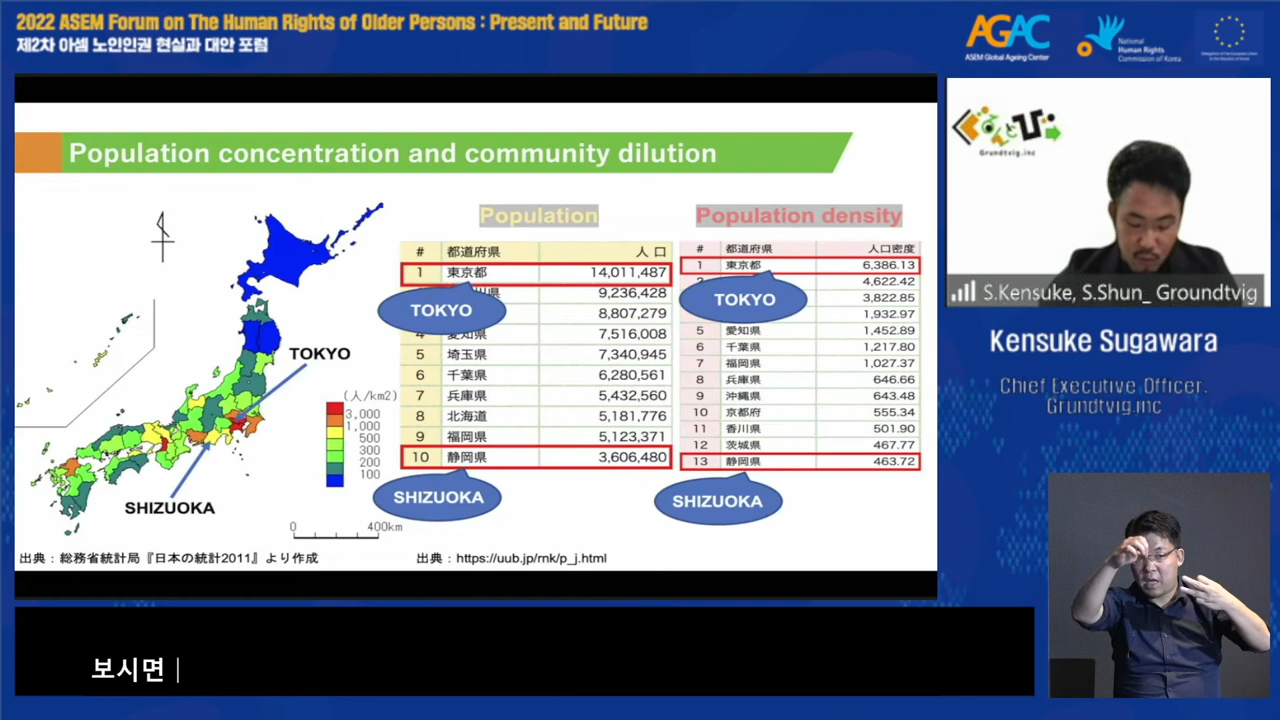 2022 ASEM Forum on The Human Rights of Older Persons : Present and Future
제2차 아셈 노인인권 현실과 대안 포럼
AGAC
ASEM Global Ageing Center
National
Human Rights
Commission of Korea
Population concentration and community dilution
Population
# 都道府県 人 口
1 東京都 14,011,487
川県 9,236,428
8,807,279
4 愛知県 7,516,008
5 埼玉県 7,340,945
6 千葉県 6,280,561
7 兵庫県 5,432,560
8 北海道 5,181,776
9 福岡県 5,123,371
10 静岡県 3,606,480
TOKYO
SHIZUOKA
Population density
# 都道府県 人口密度
1 東京都 6,386.13
2 4,622.42
3,822.85
1,932.97
5 愛知県 1,452.89
6 千葉県 1,217.80
7 福岡県 1,027.37
8 兵庫県 646.66
9 沖縄県 643.48
10 京都府 555.34
11 香川県 501.90
12 茨城県 467.77
13 静岡県 463.72
TOKYO
SHIZUOKA
TOKYO
SHIZUOKA
(人/km2)
3,000
1,000
500
300
200
100
0 400km
出典：総務省統計局『日本の統計2011』より作成
出典：https://uub.jp/rnk/p_j.html
Grundtvig.inc
S.Kensuke, S.Shun_ Groundtvig
Kensuke Sugawara
Chief Executive Officer.
Grundtvig.inc
보시면